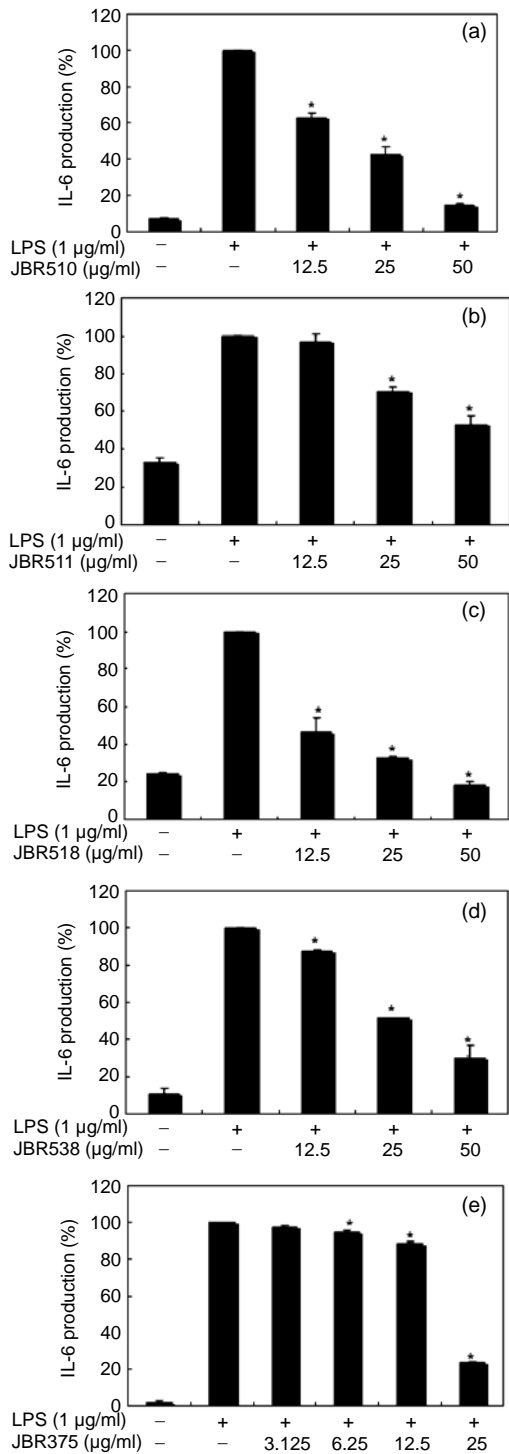 120
(a)
100
80
60
40
20
0
IL-6 production (%)
* * *
LPS (1 µg/ml) – + + + +
JBR510 (µg/ml) – – 12.5 25 50
120
(b)
100
80
60
40
20
0
IL-6 production (%)
* *
LPS (1 µg/ml) – + + + +
JBR511 (µg/ml) – – 12.5 25 50
120
(c)
100
80
60
40
20
0
IL-6 production (%)
* * *
LPS (1 µg/ml) – + + + +
JBR518 (µg/ml) – – 12.5 25 50
120
(d)
100
80
60
40
20
0
IL-6 production (%)
* * *
LPS (1 µg/ml) – + + + +
JBR538 (µg/ml) – – 12.5 25 50
120
(e)
100
80
60
40
20
0
IL-6 production (%)
* * *
LPS (1 µg/ml) – + + + + +
JBR375 (µg/ml) – – 3.125 6.25 12.5 25